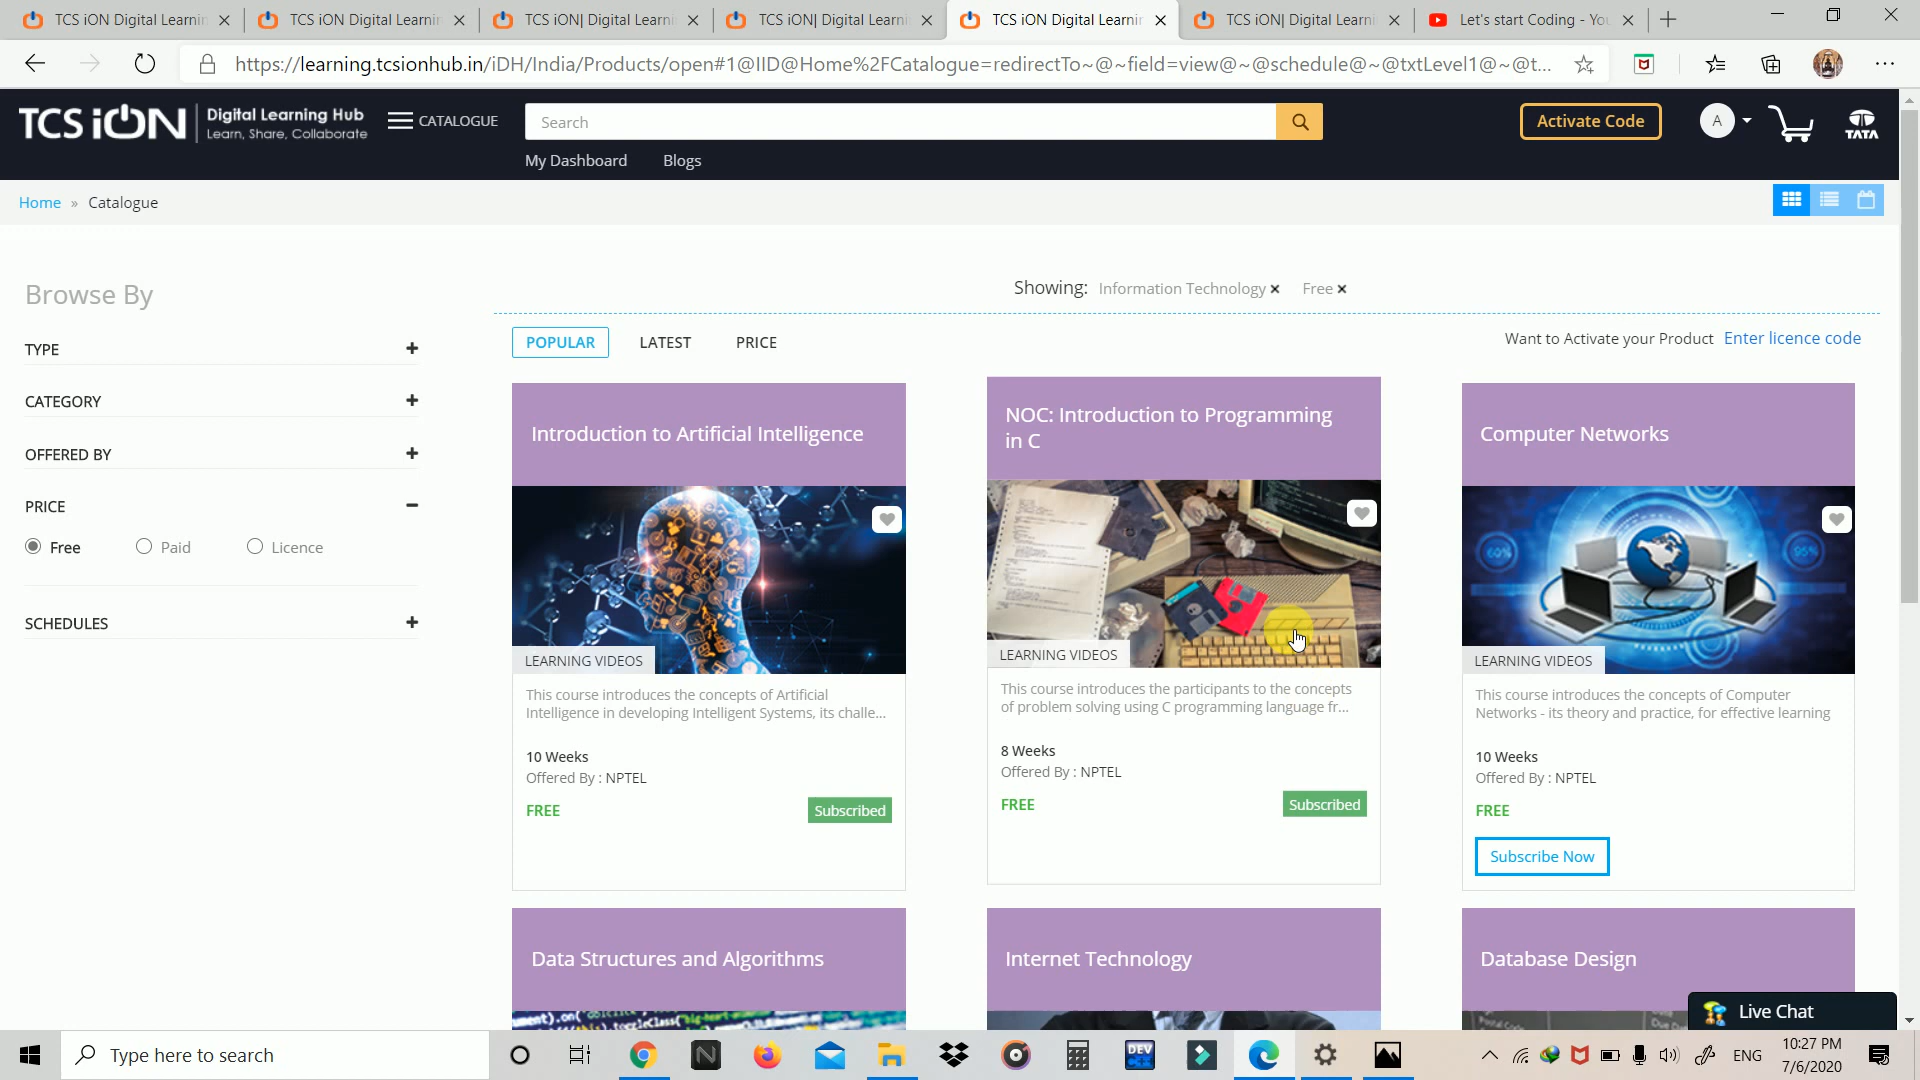 TCS iON Digital Learnin
TCS iON Digital Learnin
TCS iON| Digital Learni
TCS iON| Digital Learni
TCS iON Digital Learnin
TCS iON| Digital Learni
Let's start Coding - You
https://learning.tcsionhub.in/iDH/India/Products/open#1@IID@Home%2FCatalogue=redirectTo~@~field=view@~@schedule@~@txtLevel1@~@t...
TCS iON
Digital Learning Hub
Learn, Share, Collaborate
CATALOGUE
Search
Activate Code
A
TATA
My Dashboard
Blogs
Home » Catalogue
Browse By
Showing: Information Technology × Free ×
TYPE
CATEGORY
OFFERED BY
PRICE
Free
Paid
Licence
SCHEDULES
POPULAR
LATEST
PRICE
Want to Activate your Product Enter licence code
Introduction to Artificial Intelligence
LEARNING VIDEOS
This course introduces the concepts of Artificial
Intelligence in developing Intelligent Systems, its challe...
10 Weeks
Offered By : NPTEL
FREE
Subscribed
NOC: Introduction to Programming
in C
LEARNING VIDEOS
This course introduces the participants to the concepts
of problem solving using C programming language fr...
8 Weeks
Offered By : NPTEL
FREE
Subscribed
Computer Networks
60%
95%
LEARNING VIDEOS
This course introduces the concepts of Computer
Networks - its theory and practice, for effective learning
10 Weeks
Offered By : NPTEL
FREE
Subscribe Now
Data Structures and Algorithms
Internet Technology
Database Design
Live Chat
Type here to search
N
DEV
ENG
10:27 PM
7/6/2020